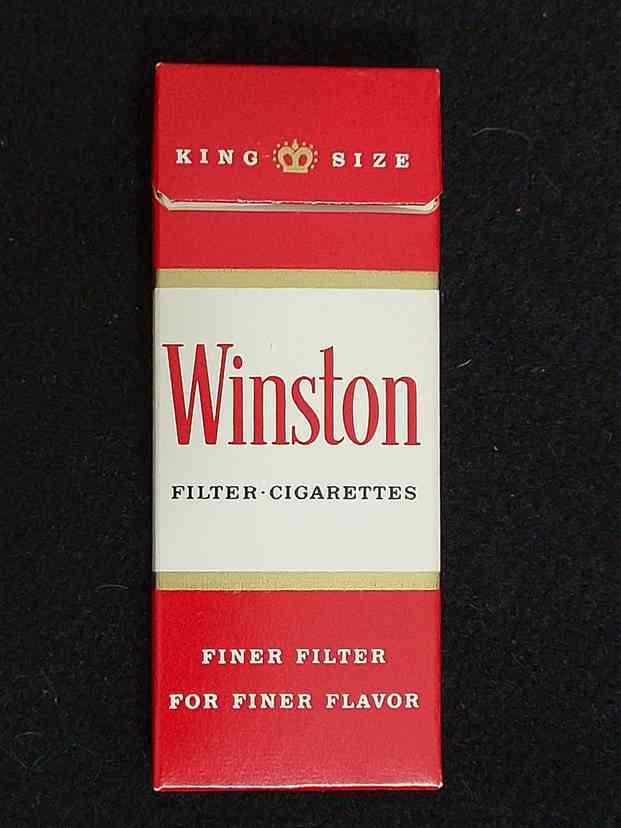 KING SIZE
Winston
FILTER·CIGARETTES
FINER FILTER
FOR FINER FLAVOR